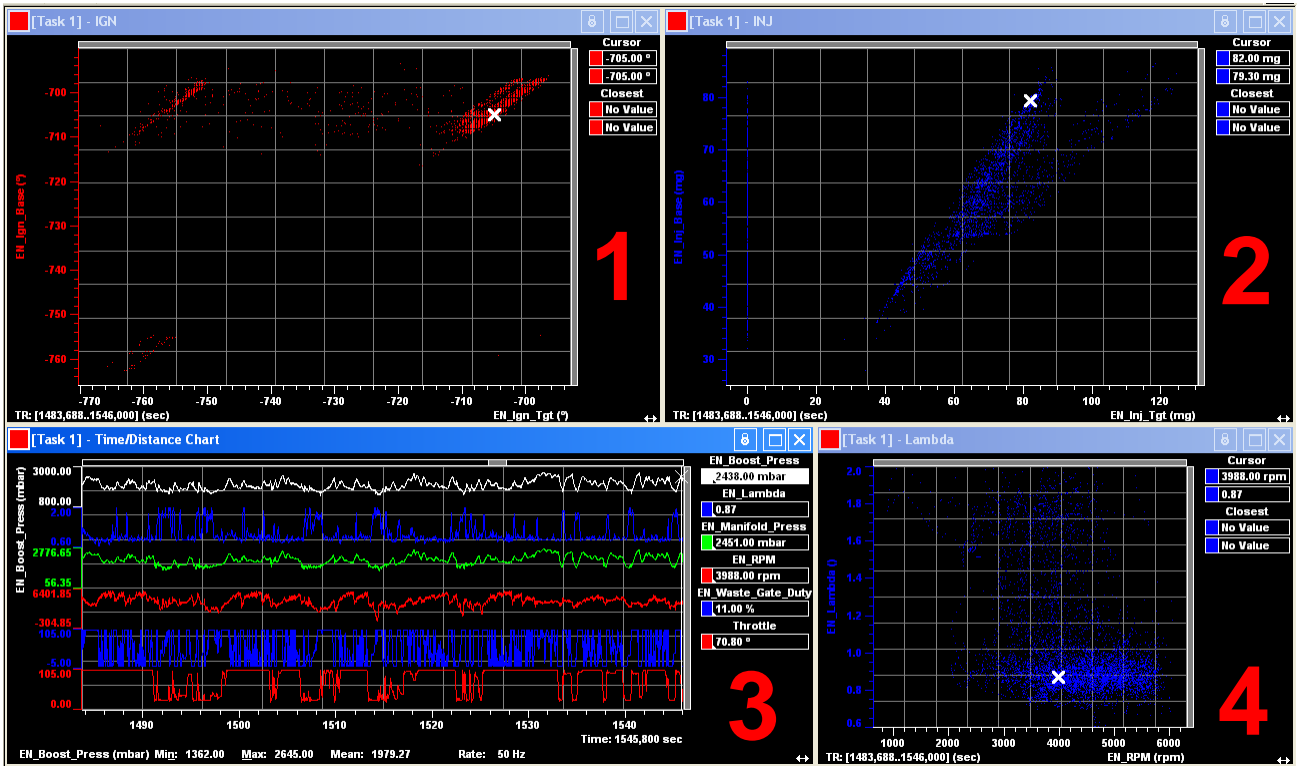 [Task 1] - IGN
Cursor
-705.00 º
-705.00 º
Closest
No Value
No Value
-700
-710
-720
-730
-740
-750
-760
EN_Ign_Base (º)
1
-770 -760 -750 -740 -730 -720 -710 -700
TR: [1483,688..1546,000] (sec) EN_Ign_Tgt (º)
[Task 1] - INJ
Cursor
82.00 mg
79.30 mg
Closest
No Value
No Value
80
70
60
50
40
30
EN_Inj_Base (mg)
2
0 20 40 60 80 100 120
TR: [1483,688..1546,000] (sec) EN_Inj_Tgt (mg)
[Task 1] - Time/Distance Chart
EN_Boost_Press (mbar)
3000.00
800.00
2.00
0.60
2776.65
56.35
6481.85
-304.85
105.00
-5.00
105.00
0.00
EN_Boost_Press
2438.00 mbar
EN_Lambda
0.87
EN_Manifold_Press
2451.00 mbar
EN_RPM
3988.00 rpm
EN_Waste_Gate_Duty
11.00 %
Throttle
70.80 º
3
1490 1500 1510 1520 1530 1540
Time: 1545,800 sec
EN_Boost_Press (mbar) Min: 1362.00 Max: 2645.00 Mean: 1979.27 Rate: 50 Hz
[Task 1] - Lambda
Cursor
3988.00 rpm
0.87
Closest
No Value
No Value
2.0
1.8
1.6
1.4
1.2
1.0
0.8
0.6
EN_Lambda ()
4
1000 2000 3000 4000 5000 6000
TR: [1483,688..1546,000] (sec) EN_RPM (rpm)